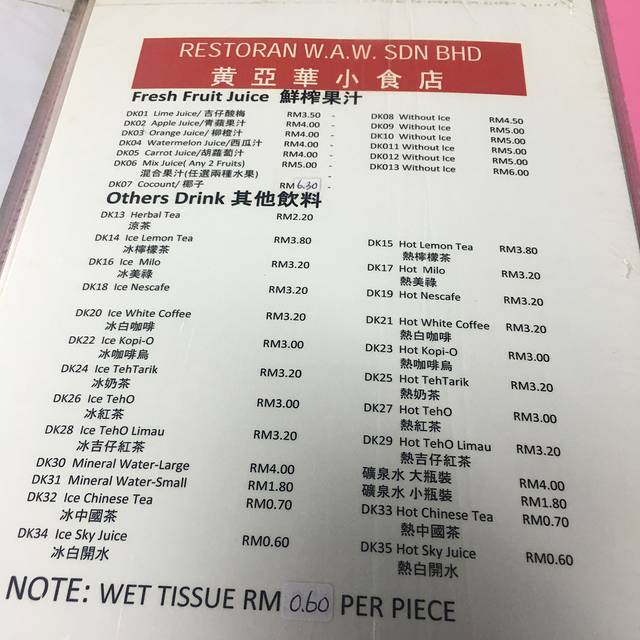 RESTORAN W.A.W. SDN BHD
黃亞華小食店
Fresh Fruit Juice 鮮榨果汁
DK01 Lime Juice/ 吉仔酸梅 RM3.50 - DK08 Without Ice RM4.50
DK02 Apple Juice/ 青蘋果汁 RM4.00 - DK09 Without Ice RM5.00
DK03 Orange Juice/ 柳橙汁 RM4.00 - DK10 Without Ice RM5.00
DK04 Watermelon Juice/西瓜汁 RM4.00 - DK011 Without Ice RM5.00
DK05 Carrot Juice/胡蘿蔔汁 RM4.00 - DK012 Without Ice RM5.00
DK06 Mix Juice( Any 2 Fruits) RM5.00 - DK013 Without Ice RM6.00
混合果汁(任選兩種水果) -
DK07 Cocount/ 椰子 RM 6.30 -
Others Drink 其他飲料
DK13 Herbal Tea RM2.20
涼茶
DK14 Ice Lemon Tea RM3.80 DK15 Hot Lemon Tea RM3.80
冰檸檬茶 熱檸檬茶
DK16 Ice Milo RM3.20 DK17 Hot Milo RM3.20
冰美祿 熱美祿
DK18 Ice Nescafe RM3.20 DK19 Hot Nescafe RM3.20
DK20 Ice White Coffee RM3.20 DK21 Hot White Coffee RM3.20
冰白咖啡 熱白咖啡
DK22 Ice Kopi-O RM3.00 DK23 Hot Kopi-O RM3.00
冰咖啡烏 熱咖啡烏
DK24 Ice TehTarik RM3.20 DK25 Hot TehTarik RM3.20
冰奶茶 熱奶茶
DK26 Ice TehO RM3.00 DK27 Hot TehO RM3.00
冰紅茶 熱紅茶
DK28 Ice TehO Limau RM3.20 DK29 Hot TehO Limau RM3.20
冰吉仔紅茶 熱吉仔紅茶
DK30 Mineral Water-Large RM4.00 礦泉水 大瓶裝 RM4.00
DK31 Mineral Water-Small RM1.80 礦泉水 小瓶裝 RM1.80
DK32 Ice Chinese Tea RM0.70 DK33 Hot Chinese Tea RM0.70
冰中國茶 熱中國茶
DK34 Ice Sky Juice RM0.60 DK35 Hot Sky Juice RM0.60
冰白開水 熱白開水
NOTE: WET TISSUE RM 0.60 PER PIECE